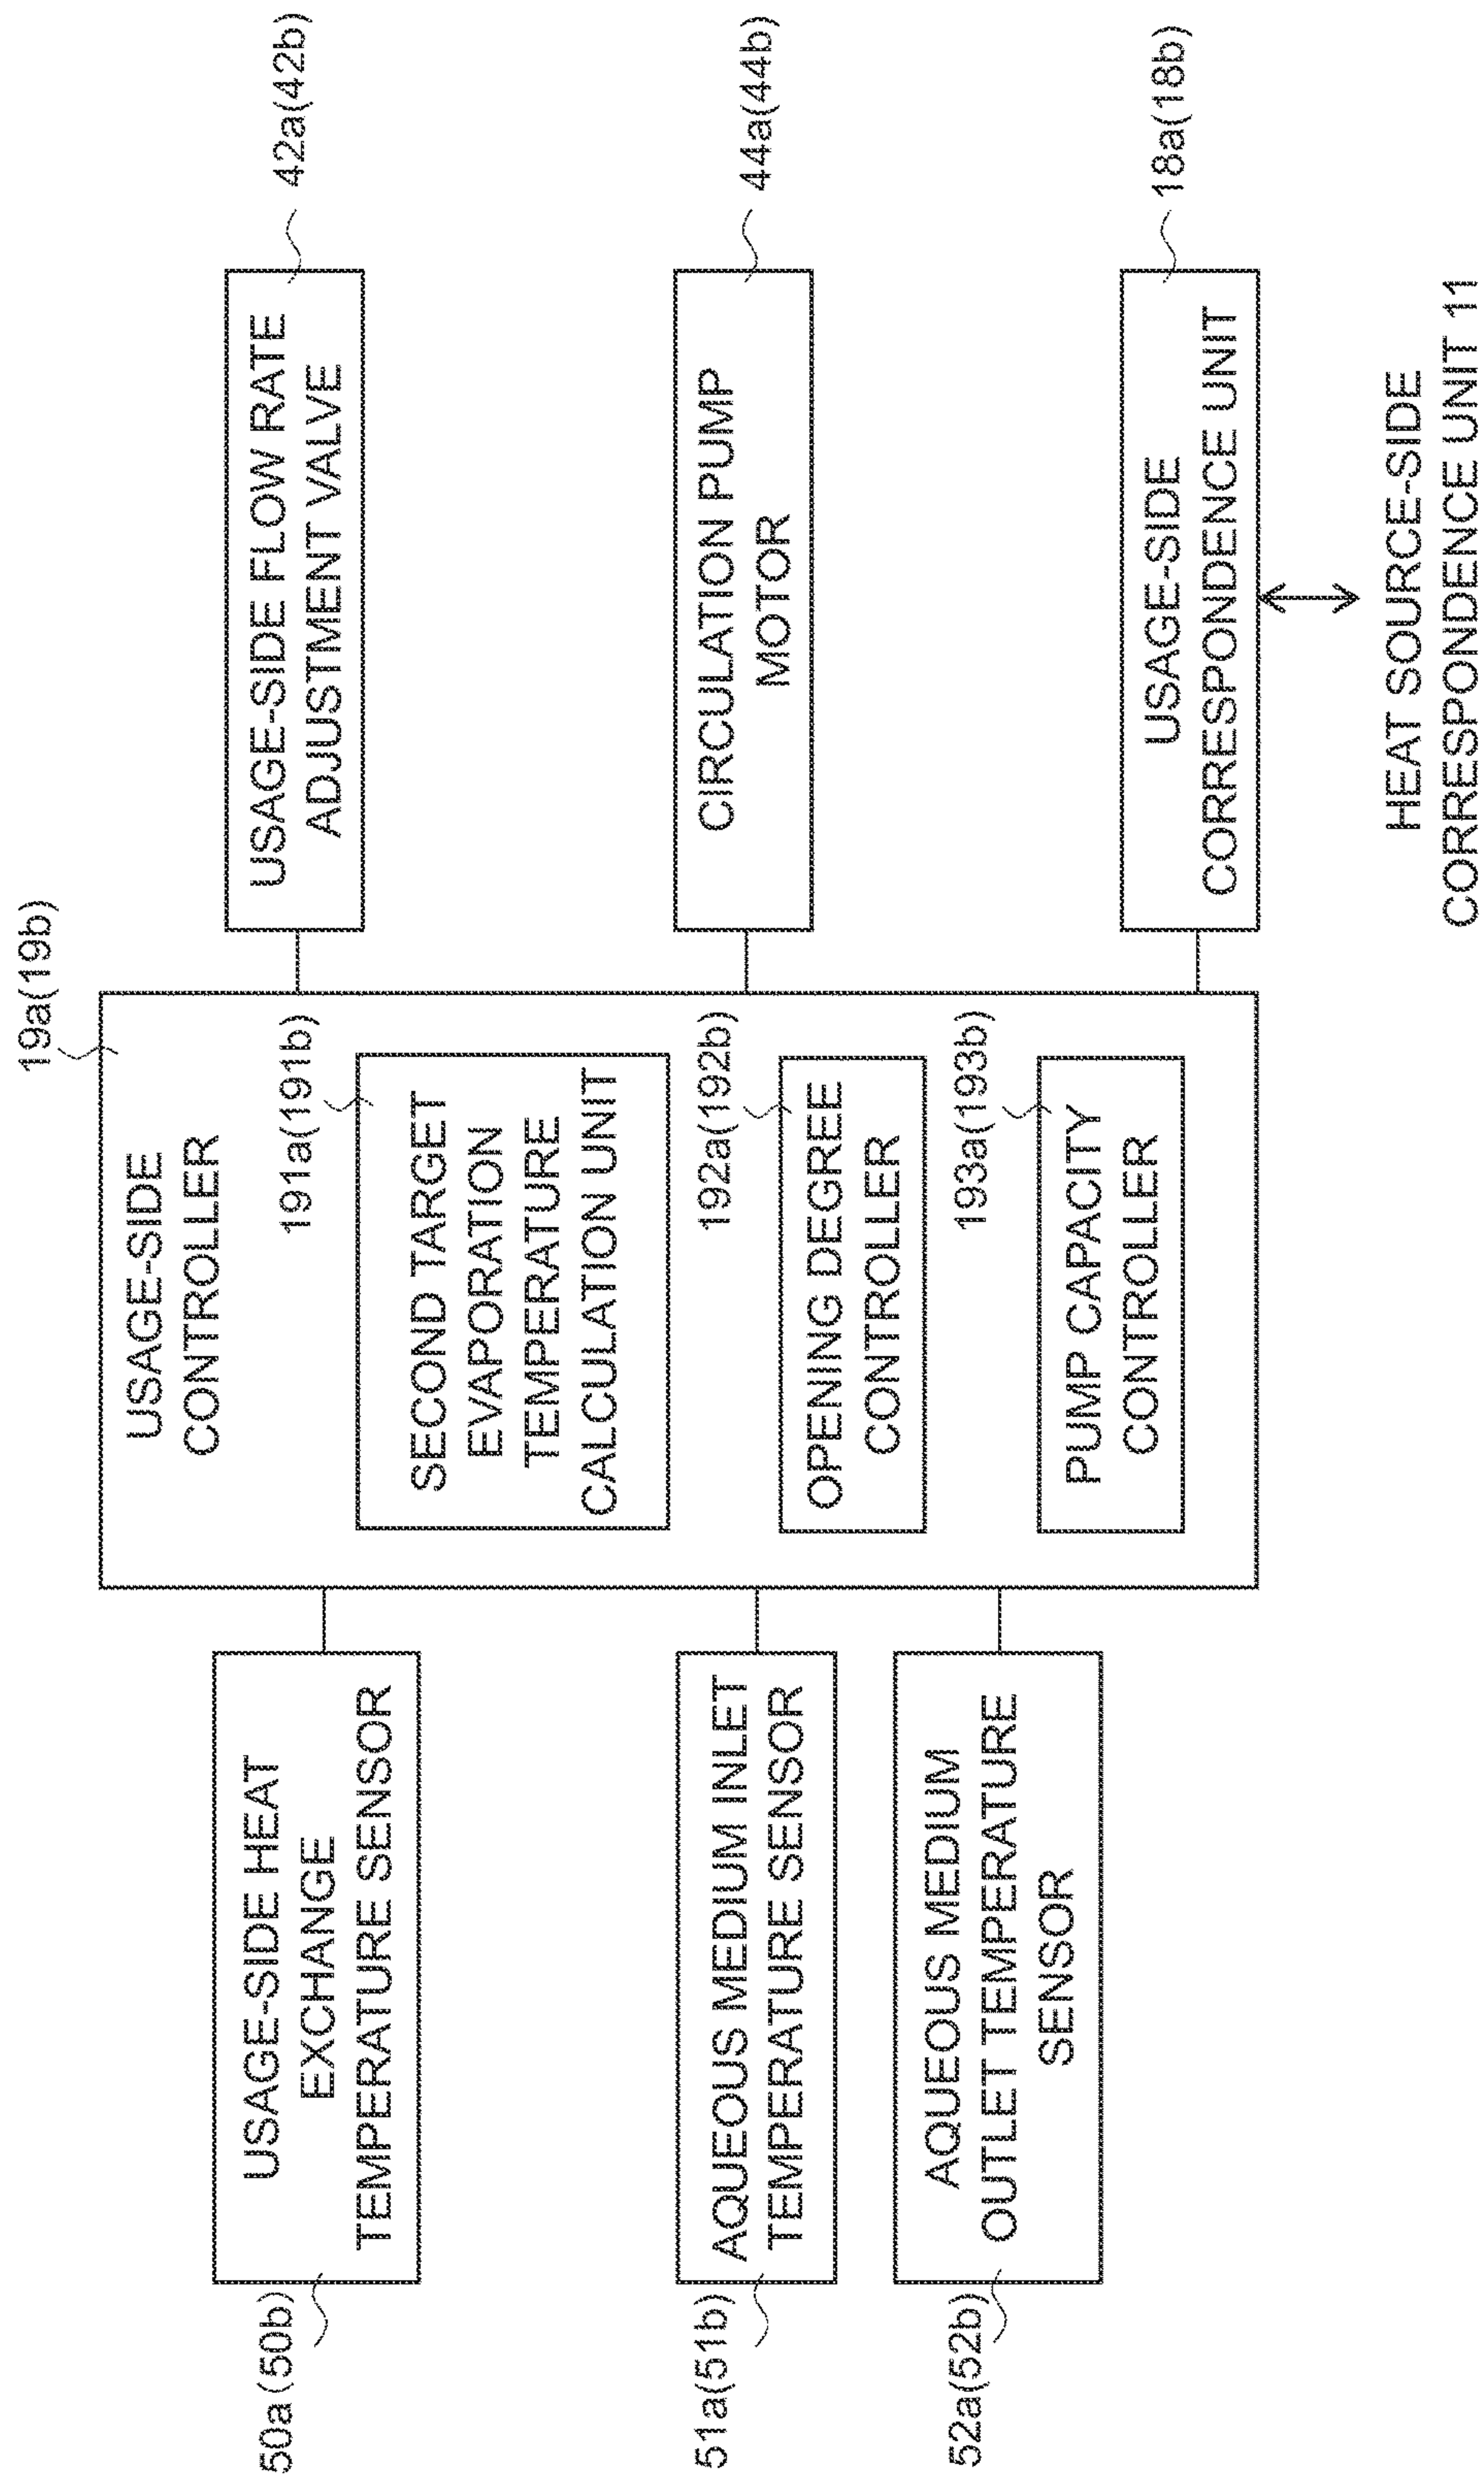 19a(19b)
USAGE-SIDE
CONTROLLER
50a (50b)
USAGE-SIDE HEAT
EXCHANGE
TEMPERATURE SENSOR
51a(51b)
AQUEOUS MEDIUM INLET
TEMPERATURE SENSOR
52a(52b)
AQUEOUS MEDIUM
OUTLET TEMPERATURE
SENSOR
191a(191b)
SECOND TARGET
EVAPORATION
TEMPERATURE
CALCULATION UNIT
192a(192b)
OPENING DEGREE
CONTROLLER
193a(193b)
PUMP CAPACITY
CONTROLLER
42a(42b)
USAGE-SIDE FLOW RATE
ADJUSTMENT VALVE
44a(44b)
CIRCULATION PUMP
MOTOR
18a(18b)
USAGE-SIDE
CORRESPONDENCE UNIT
HEAT SOURCE-SIDE
CORRESPONDENCE UNIT 11